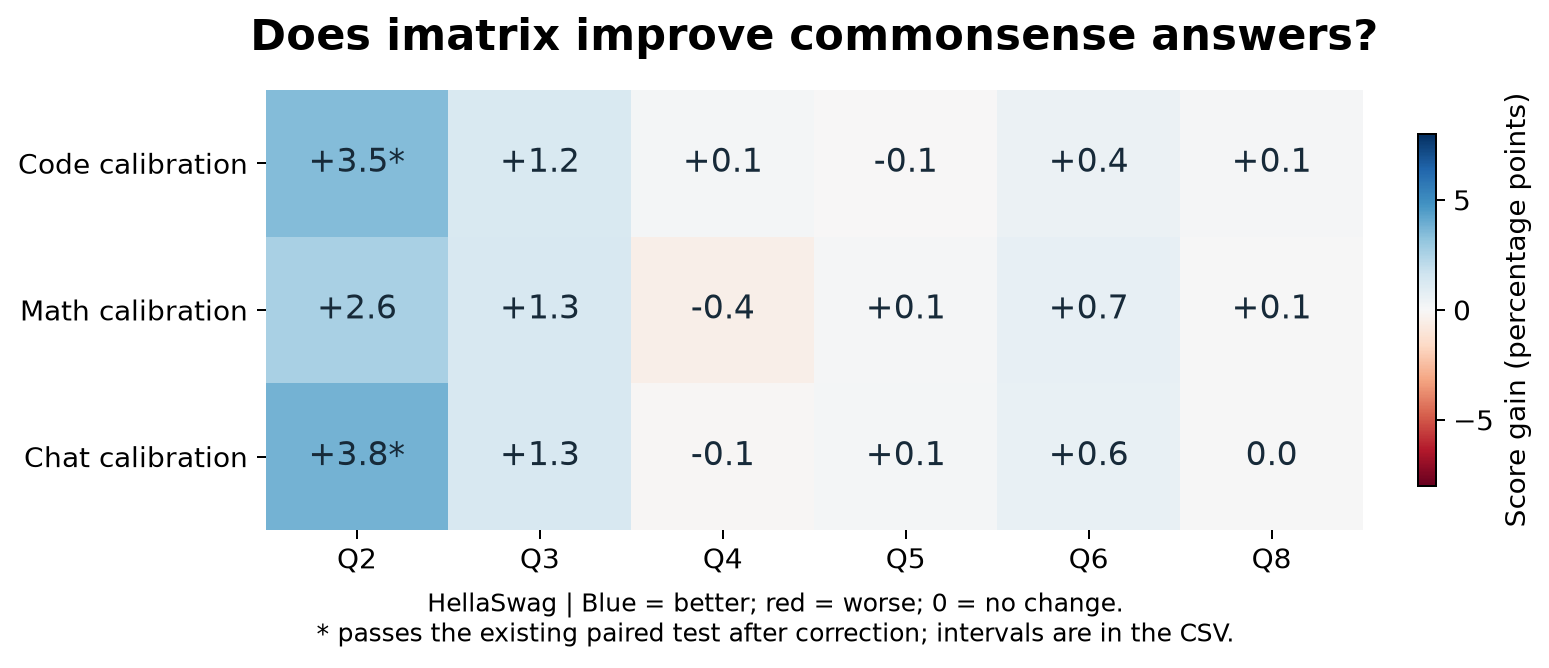 Does imatrix improve commonsense answers?
Code calibration +3.5* +1.2 +0.1 -0.1 +0.4 +0.1
Math calibration +2.6 +1.3 -0.4 +0.1 +0.7 +0.1
Chat calibration +3.8* +1.3 -0.1 +0.1 +0.6 0.0
Q2 Q3 Q4 Q5 Q6 Q8
5
0
−5
Score gain (percentage points)
HellaSwag | Blue = better; red = worse; 0 = no change.
* passes the existing paired test after correction; intervals are in the CSV.